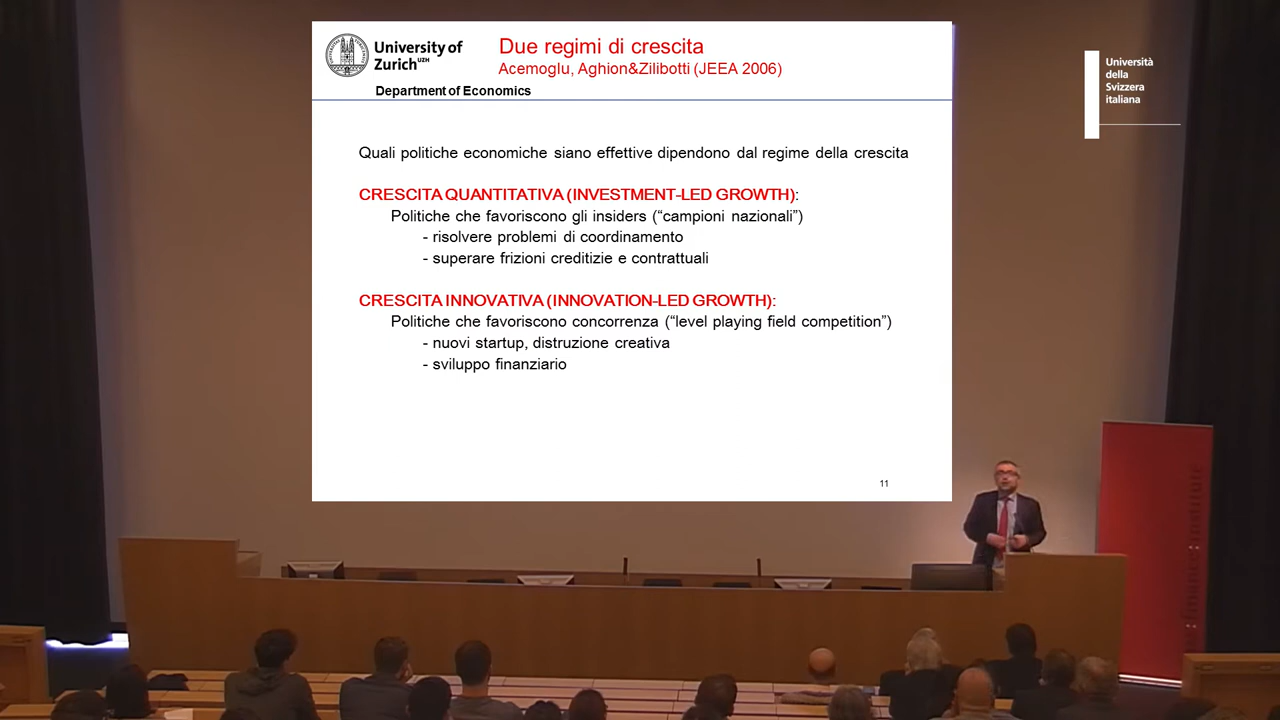 University of
Zurich UZH
Department of Economics
Due regimi di crescita
Acemoglu, Aghion&Zilibotti (JEEA 2006)
Quali politiche economiche siano effettive dipendono dal regime della crescita
CRESCITA QUANTITATIVA (INVESTMENT-LED GROWTH):
Politiche che favoriscono gli insiders (“campioni nazionali”)
- risolvere problemi di coordinamento
- superare frizioni creditizie e contrattuali
CRESCITA INNOVATIVA (INNOVATION-LED GROWTH):
Politiche che favoriscono concorrenza (“level playing field competition”)
- nuovi startup, distruzione creativa
- sviluppo finanziario
11
Università
della
Svizzera
italiana